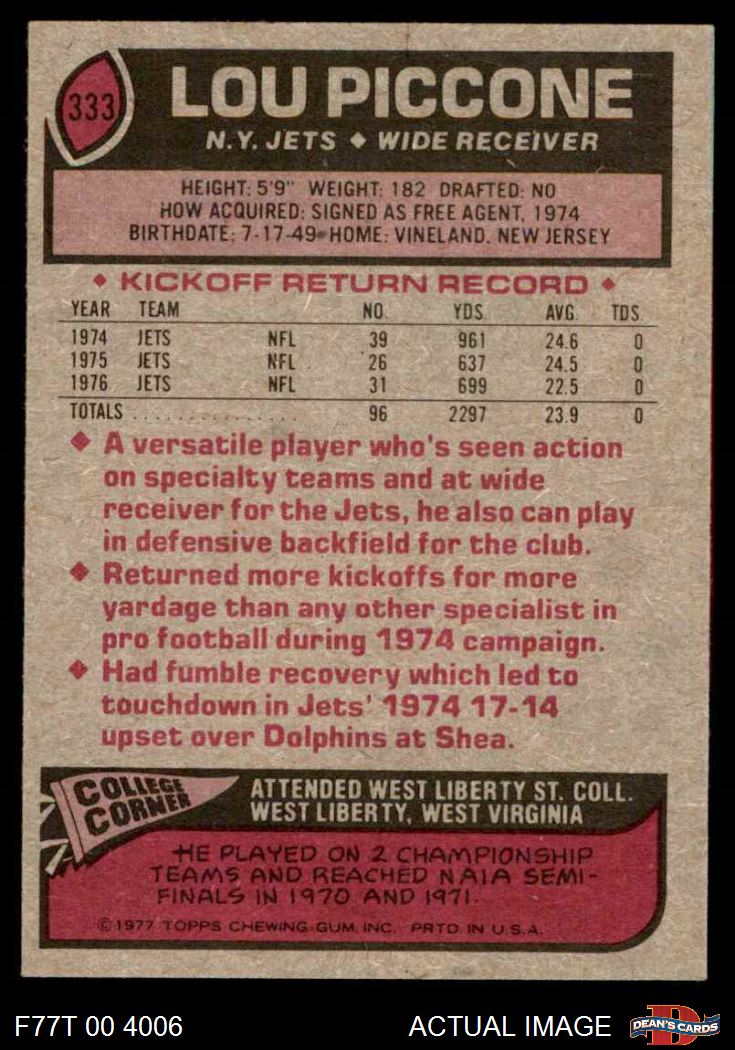 333
LOU PICCONE
N.Y. JETS ♦ WIDE RECEIVER
HEIGHT: 5'9" WEIGHT: 182 DRAFTED: NO
HOW ACQUIRED: SIGNED AS FREE AGENT, 1974
BIRTHDATE: 7-17-49 HOME: VINELAND, NEW JERSEY
♦ KICKOFF RETURN RECORD ♦
YEAR TEAM NO. YDS. AVG. TDS.
1974 JETS NFL 39 961 24.6 0
1975 JETS NFL 26 637 24.5 0
1976 JETS NFL 31 699 22.5 0
TOTALS . . . . . . . . . . . . . . . 96 2297 23.9 0
♦ A versatile player who's seen action
on specialty teams and at wide
receiver for the Jets, he also can play
in defensive backfield for the club.
♦ Returned more kickoffs for more
yardage than any other specialist in
pro football during 1974 campaign.
♦ Had fumble recovery which led to
touchdown in Jets' 1974 17-14
upset over Dolphins at Shea.
COLLEGE
CORNER
ATTENDED WEST LIBERTY ST. COLL.
WEST LIBERTY, WEST VIRGINIA
HE PLAYED ON 2 CHAMPIONSHIP
TEAMS AND REACHED NAIA SEMI-
FINALS IN 1970 AND 1971.
©1977 TOPPS CHEWING GUM, INC. PRTD. IN U.S.A.
F77T 00 4006
ACTUAL IMAGE
D
DEAN'S CARDS